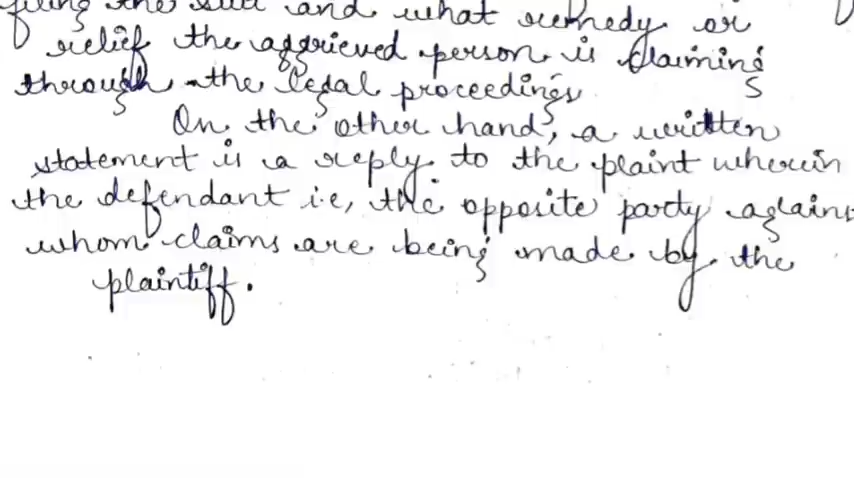 filing the suit and what remedy or
relief the aggrieved person is claiming
through the legal proceedings
On the other hand, a written
statement is a reply to the plaint wherein
the defendant i.e, the opposite party agains
whom claims are being made by the
plaintiff.